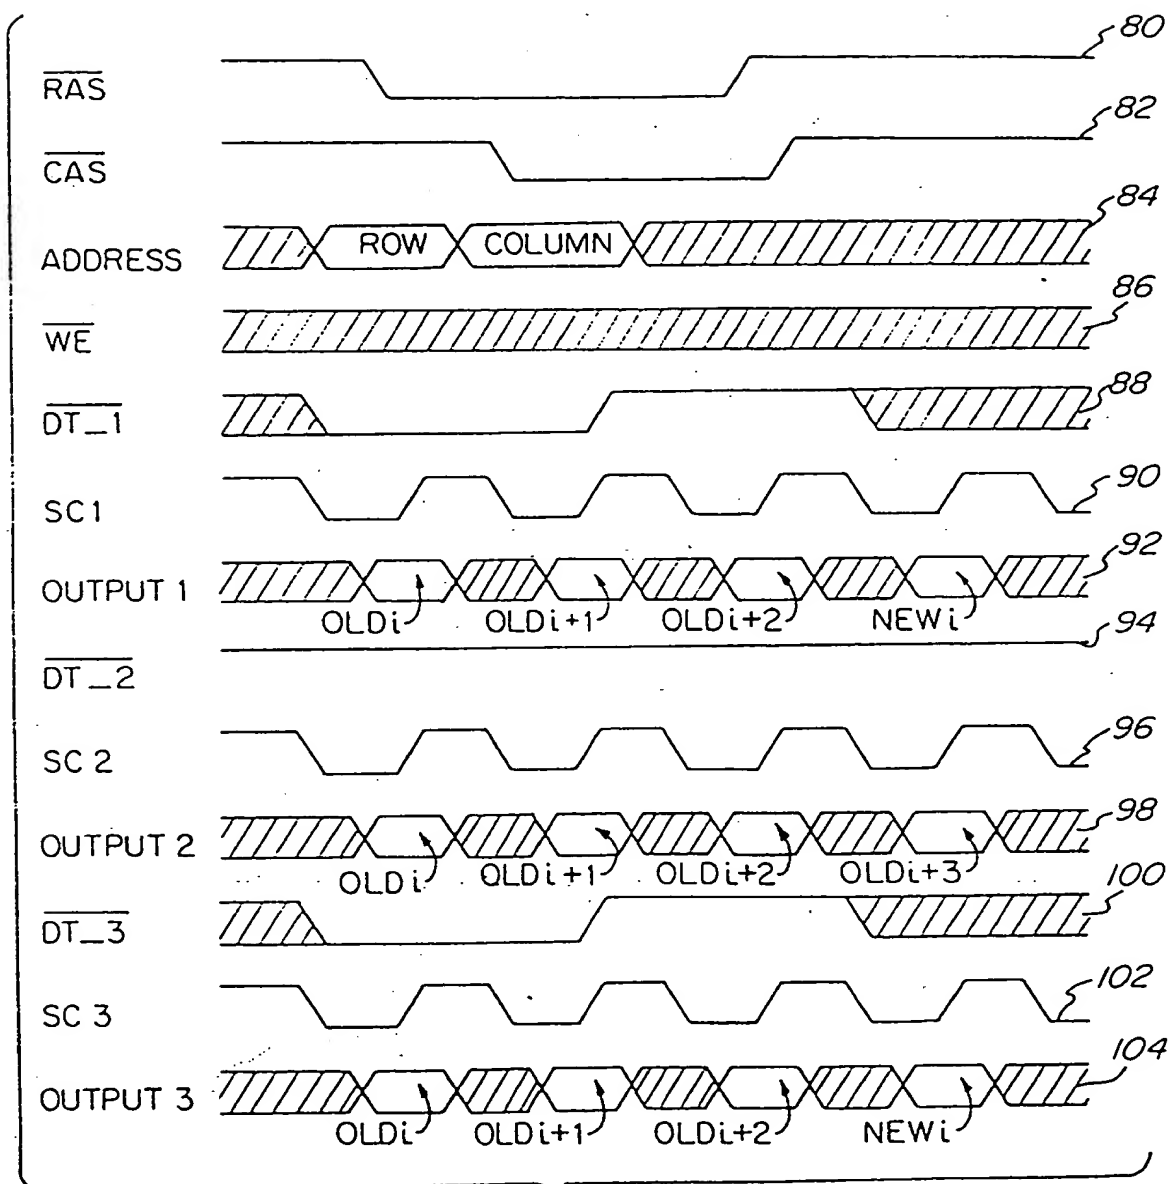 80
RAS
82
CAS
84
ADDRESS ROW COLUMN
86
WE
88
DT_1
SC1 90
92
OUTPUT 1
OLDi OLDi+1 OLDi+2 NEWi
94
DT_2
SC 2 96
98
OUTPUT 2
OLDi OLDi+1 OLDi+2 OLDi+3
100
DT_3
SC 3 102
104
OUTPUT 3
OLDi OLDi+1 OLDi+2 NEWi